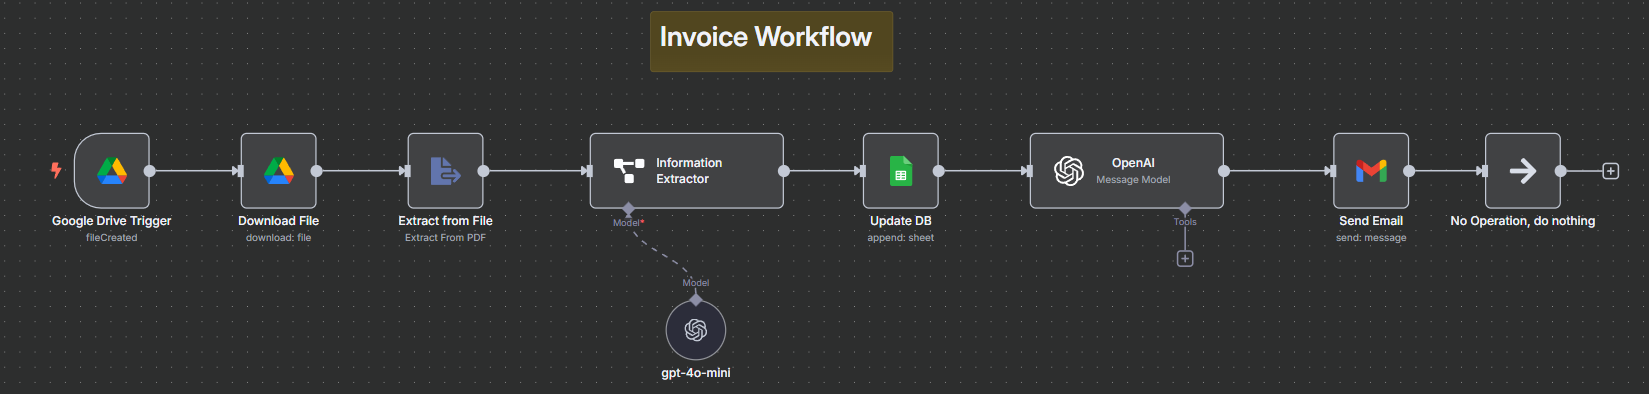 Invoice Workflow
Google Drive Trigger
fileCreated
Download File
download: file
Extract from File
Extract From PDF
Information
Extractor
Model*
Model
gpt-4o-mini
Update DB
append: sheet
OpenAI
Message Model
Tools
Send Email
send: message
No Operation, do nothing